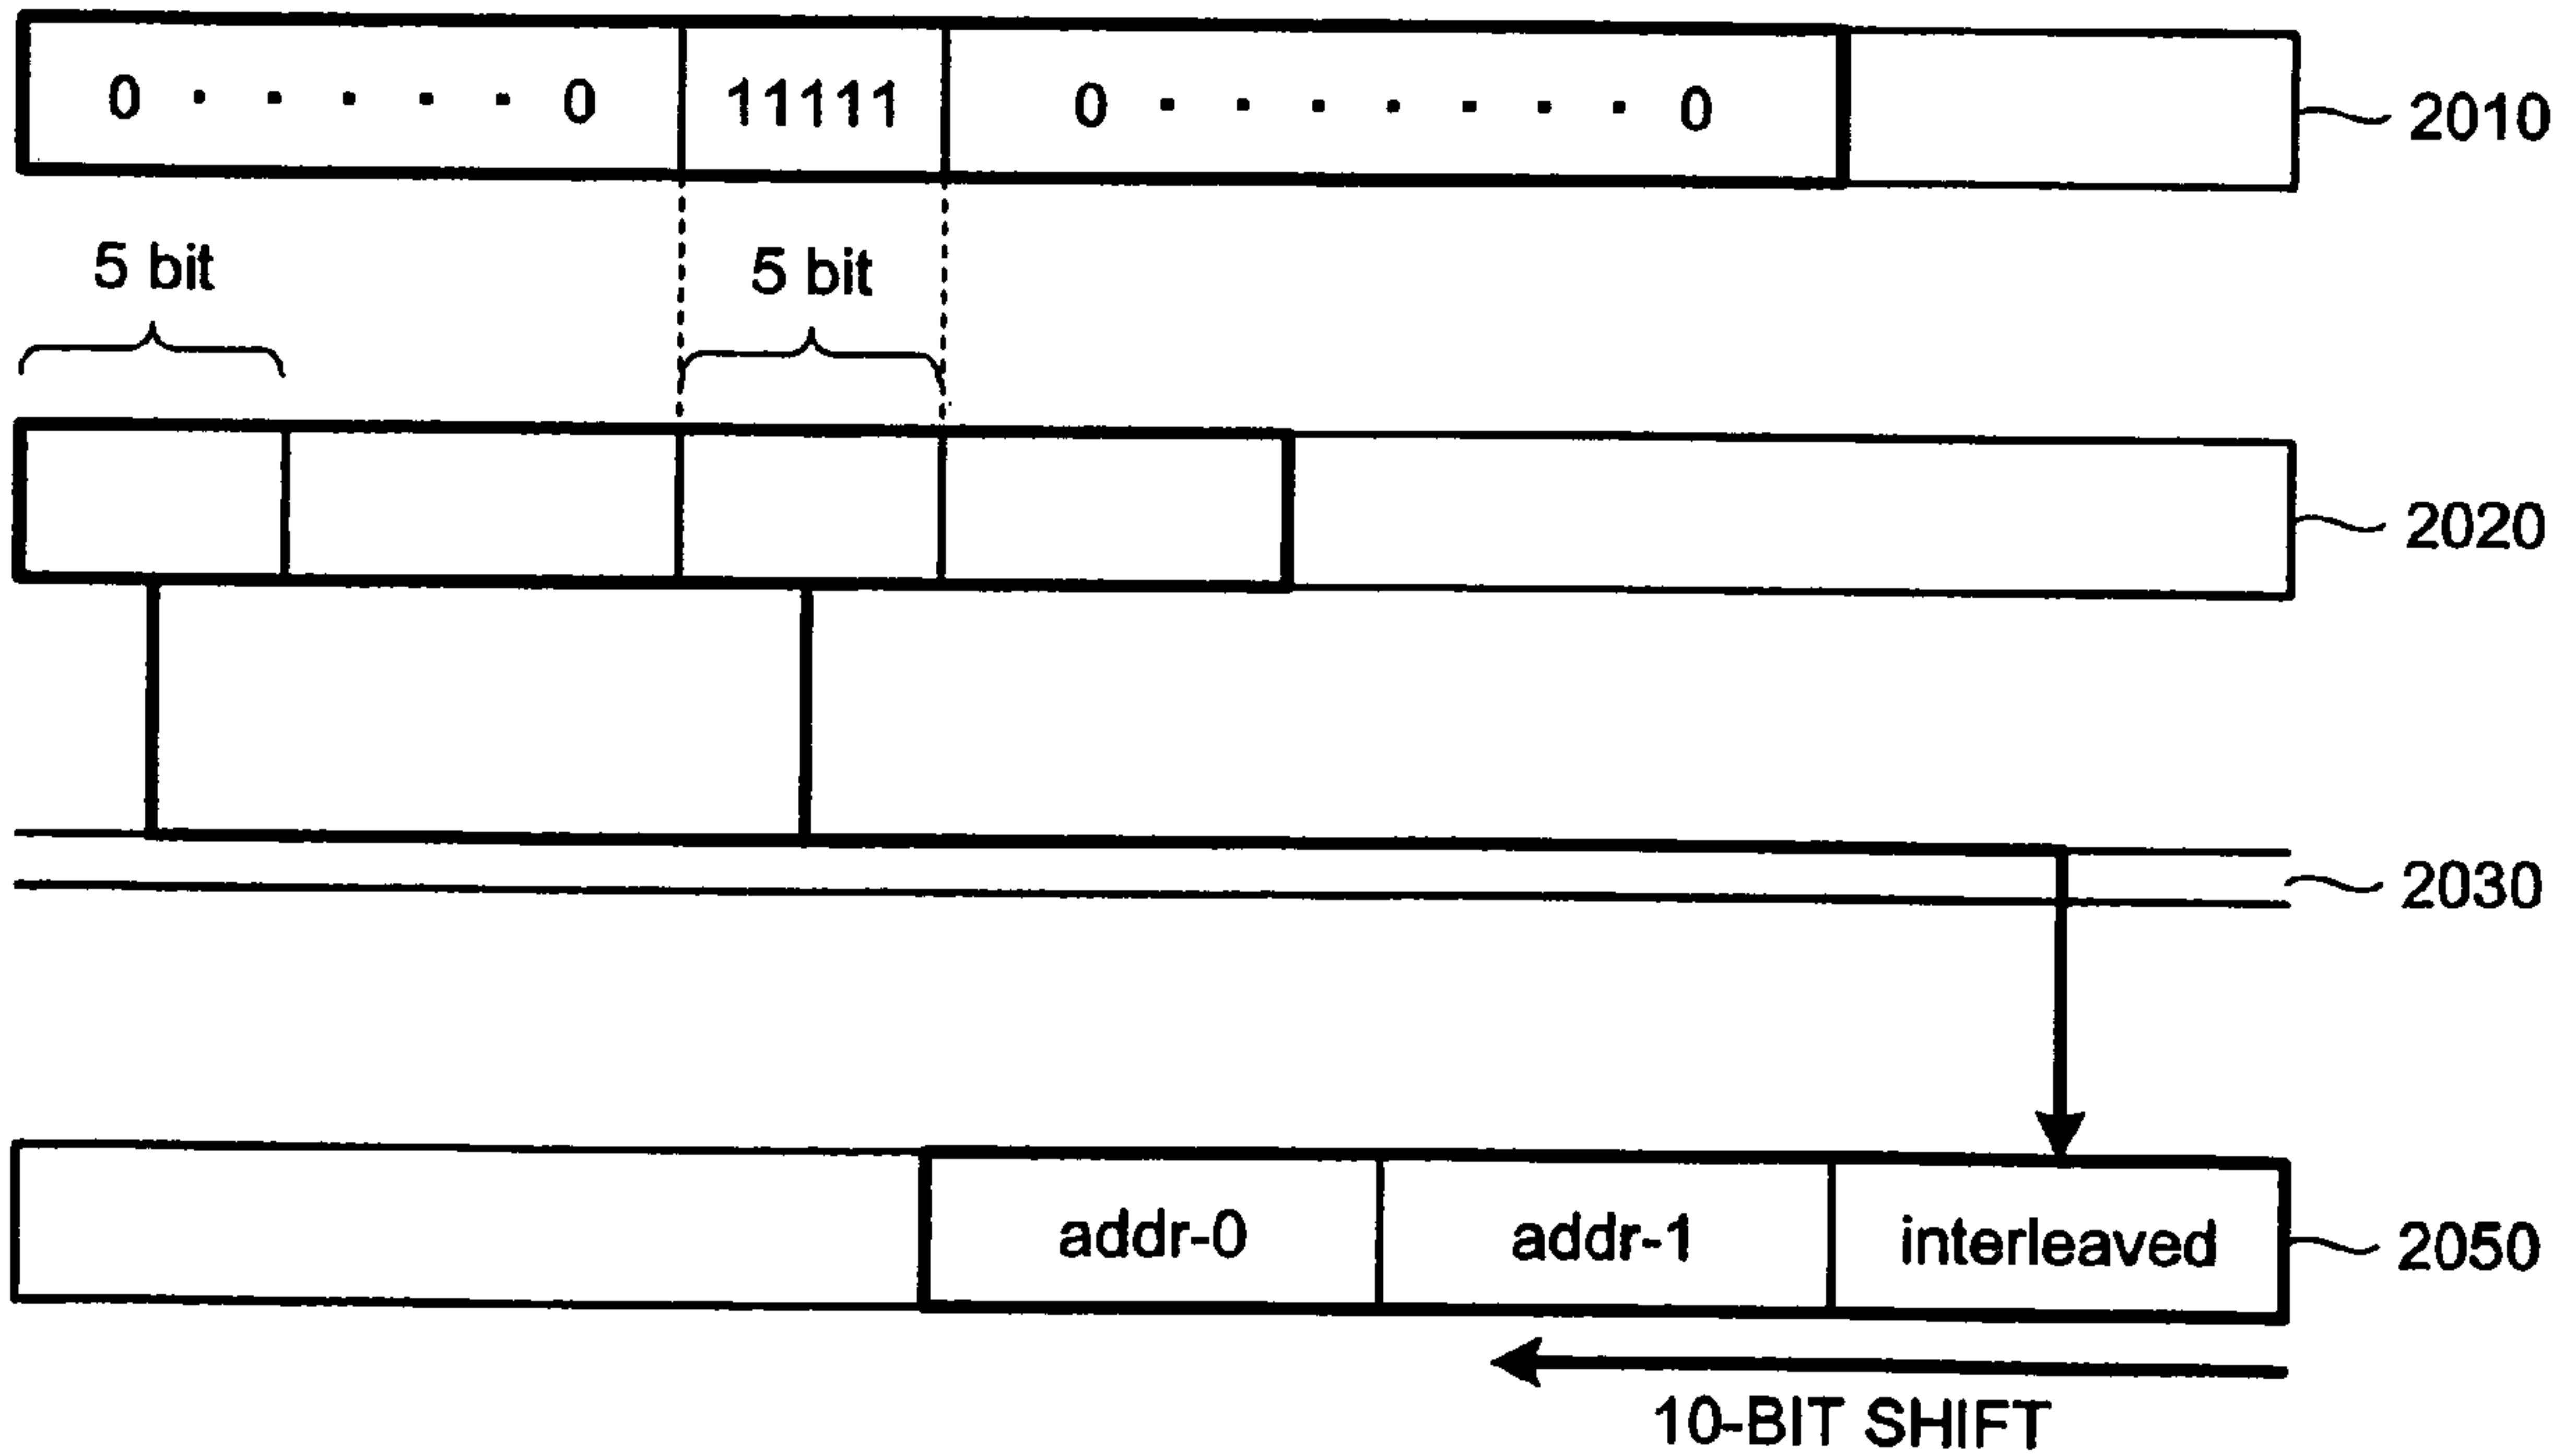 0 · · · · · 0 11111 0 · · · · · · · 0 2010
5 bit 5 bit
2020
2030
addr-0 addr-1 interleaved 2050
10-BIT SHIFT